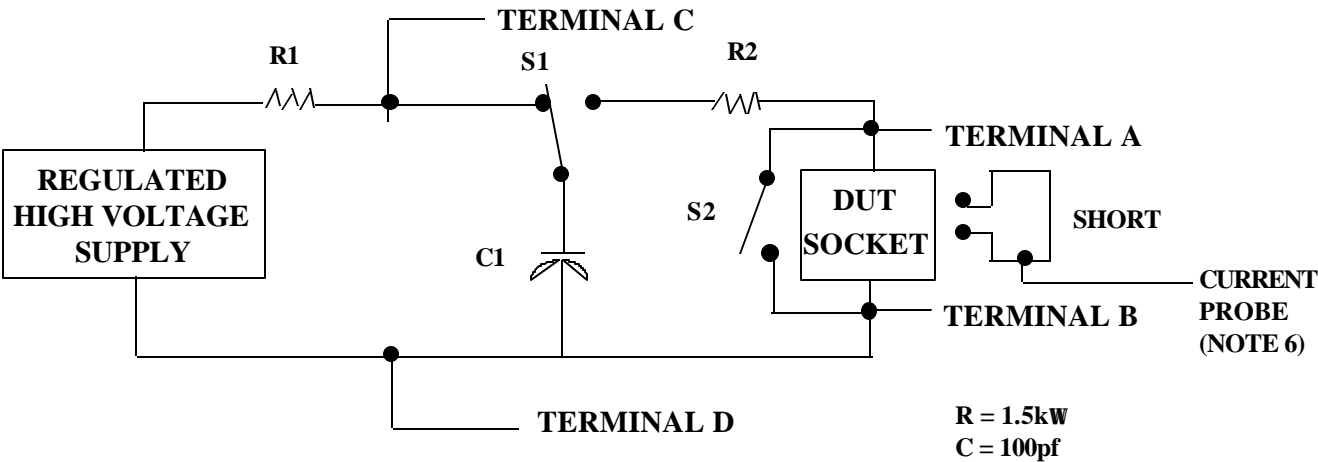 TERMINAL C
R1
S1
R2
TERMINAL A
REGULATED
HIGH VOLTAGE
SUPPLY
DUT
SOCKET
S2
SHORT
C1
CURRENT
PROBE
(NOTE 6)
TERMINAL B
TERMINAL D
R = 1.5kW
C = 100pf